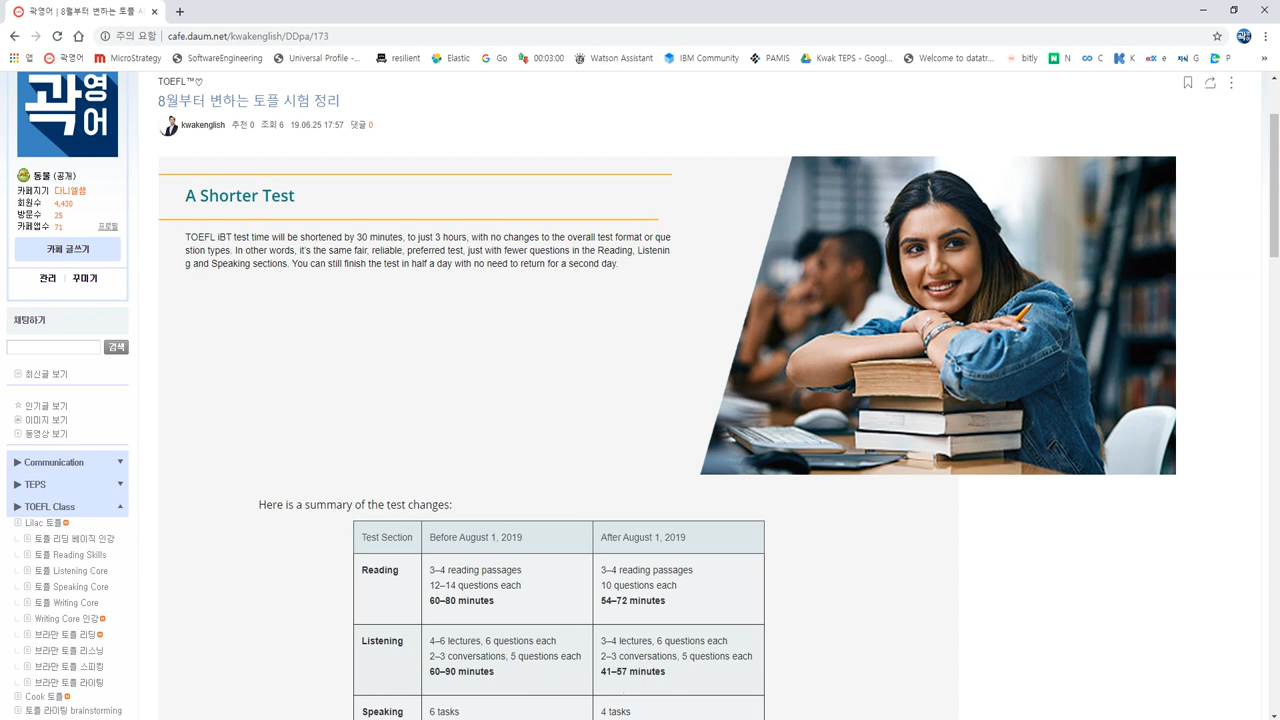 곽영어 | 8월부터 변하는 토플 시
주의 요함
cafe.daum.net/kwakenglish/DDpa/173
앱
곽영어
MicroStrategy
SoftwareEngineering
Universal Profile -...
resilient
Elastic
Go
00:03:00
Watson Assistant
IBM Community
PAMIS
Kwak TEPS - Googl...
Welcome to datatr...
bitly
N
C
K
e
G
P
곽영어
동물 (공개)
카페지기 다니엘샘
회원수 4,430
방문수 25
카페앱수 71
프로필
카페 글쓰기
관리 | 꾸미기
채팅하기
검색
최신글 보기
인기글 보기
이미지 보기
동영상 보기
Communication
TEPS
TOEFL Class
Lilac 토플
토플 리딩 베이직 인강
토플 Reading Skills
토플 Listening Core
토플 Speaking Core
토플 Writing Core
Writing Core 인강
브라만 토플 리딩
브라만 토플 리스닝
브라만 토플 스피킹
브라만 토플 라이팅
Cook 토플
토플 라이팅 brainstorming
TOEFL™♡
8월부터 변하는 토플 시험 정리
kwakenglish 추천 0 조회 6 19.06.25 17:57 댓글 0
A Shorter Test
TOEFL iBT test time will be shortened by 30 minutes, to just 3 hours, with no changes to the overall test format or que
stion types. In other words, it's the same fair, reliable, preferred test, just with fewer questions in the Reading, Listenin
g and Speaking sections. You can still finish the test in half a day with no need to return for a second day.
Here is a summary of the test changes:
Test Section Before August 1, 2019 After August 1, 2019
Reading 3–4 reading passages 3–4 reading passages
12–14 questions each 10 questions each
60–80 minutes 54–72 minutes
Listening 4–6 lectures, 6 questions each 3–4 lectures, 6 questions each
2–3 conversations, 5 questions each 2–3 conversations, 5 questions each
60–90 minutes 41–57 minutes
Speaking 6 tasks 4 tasks